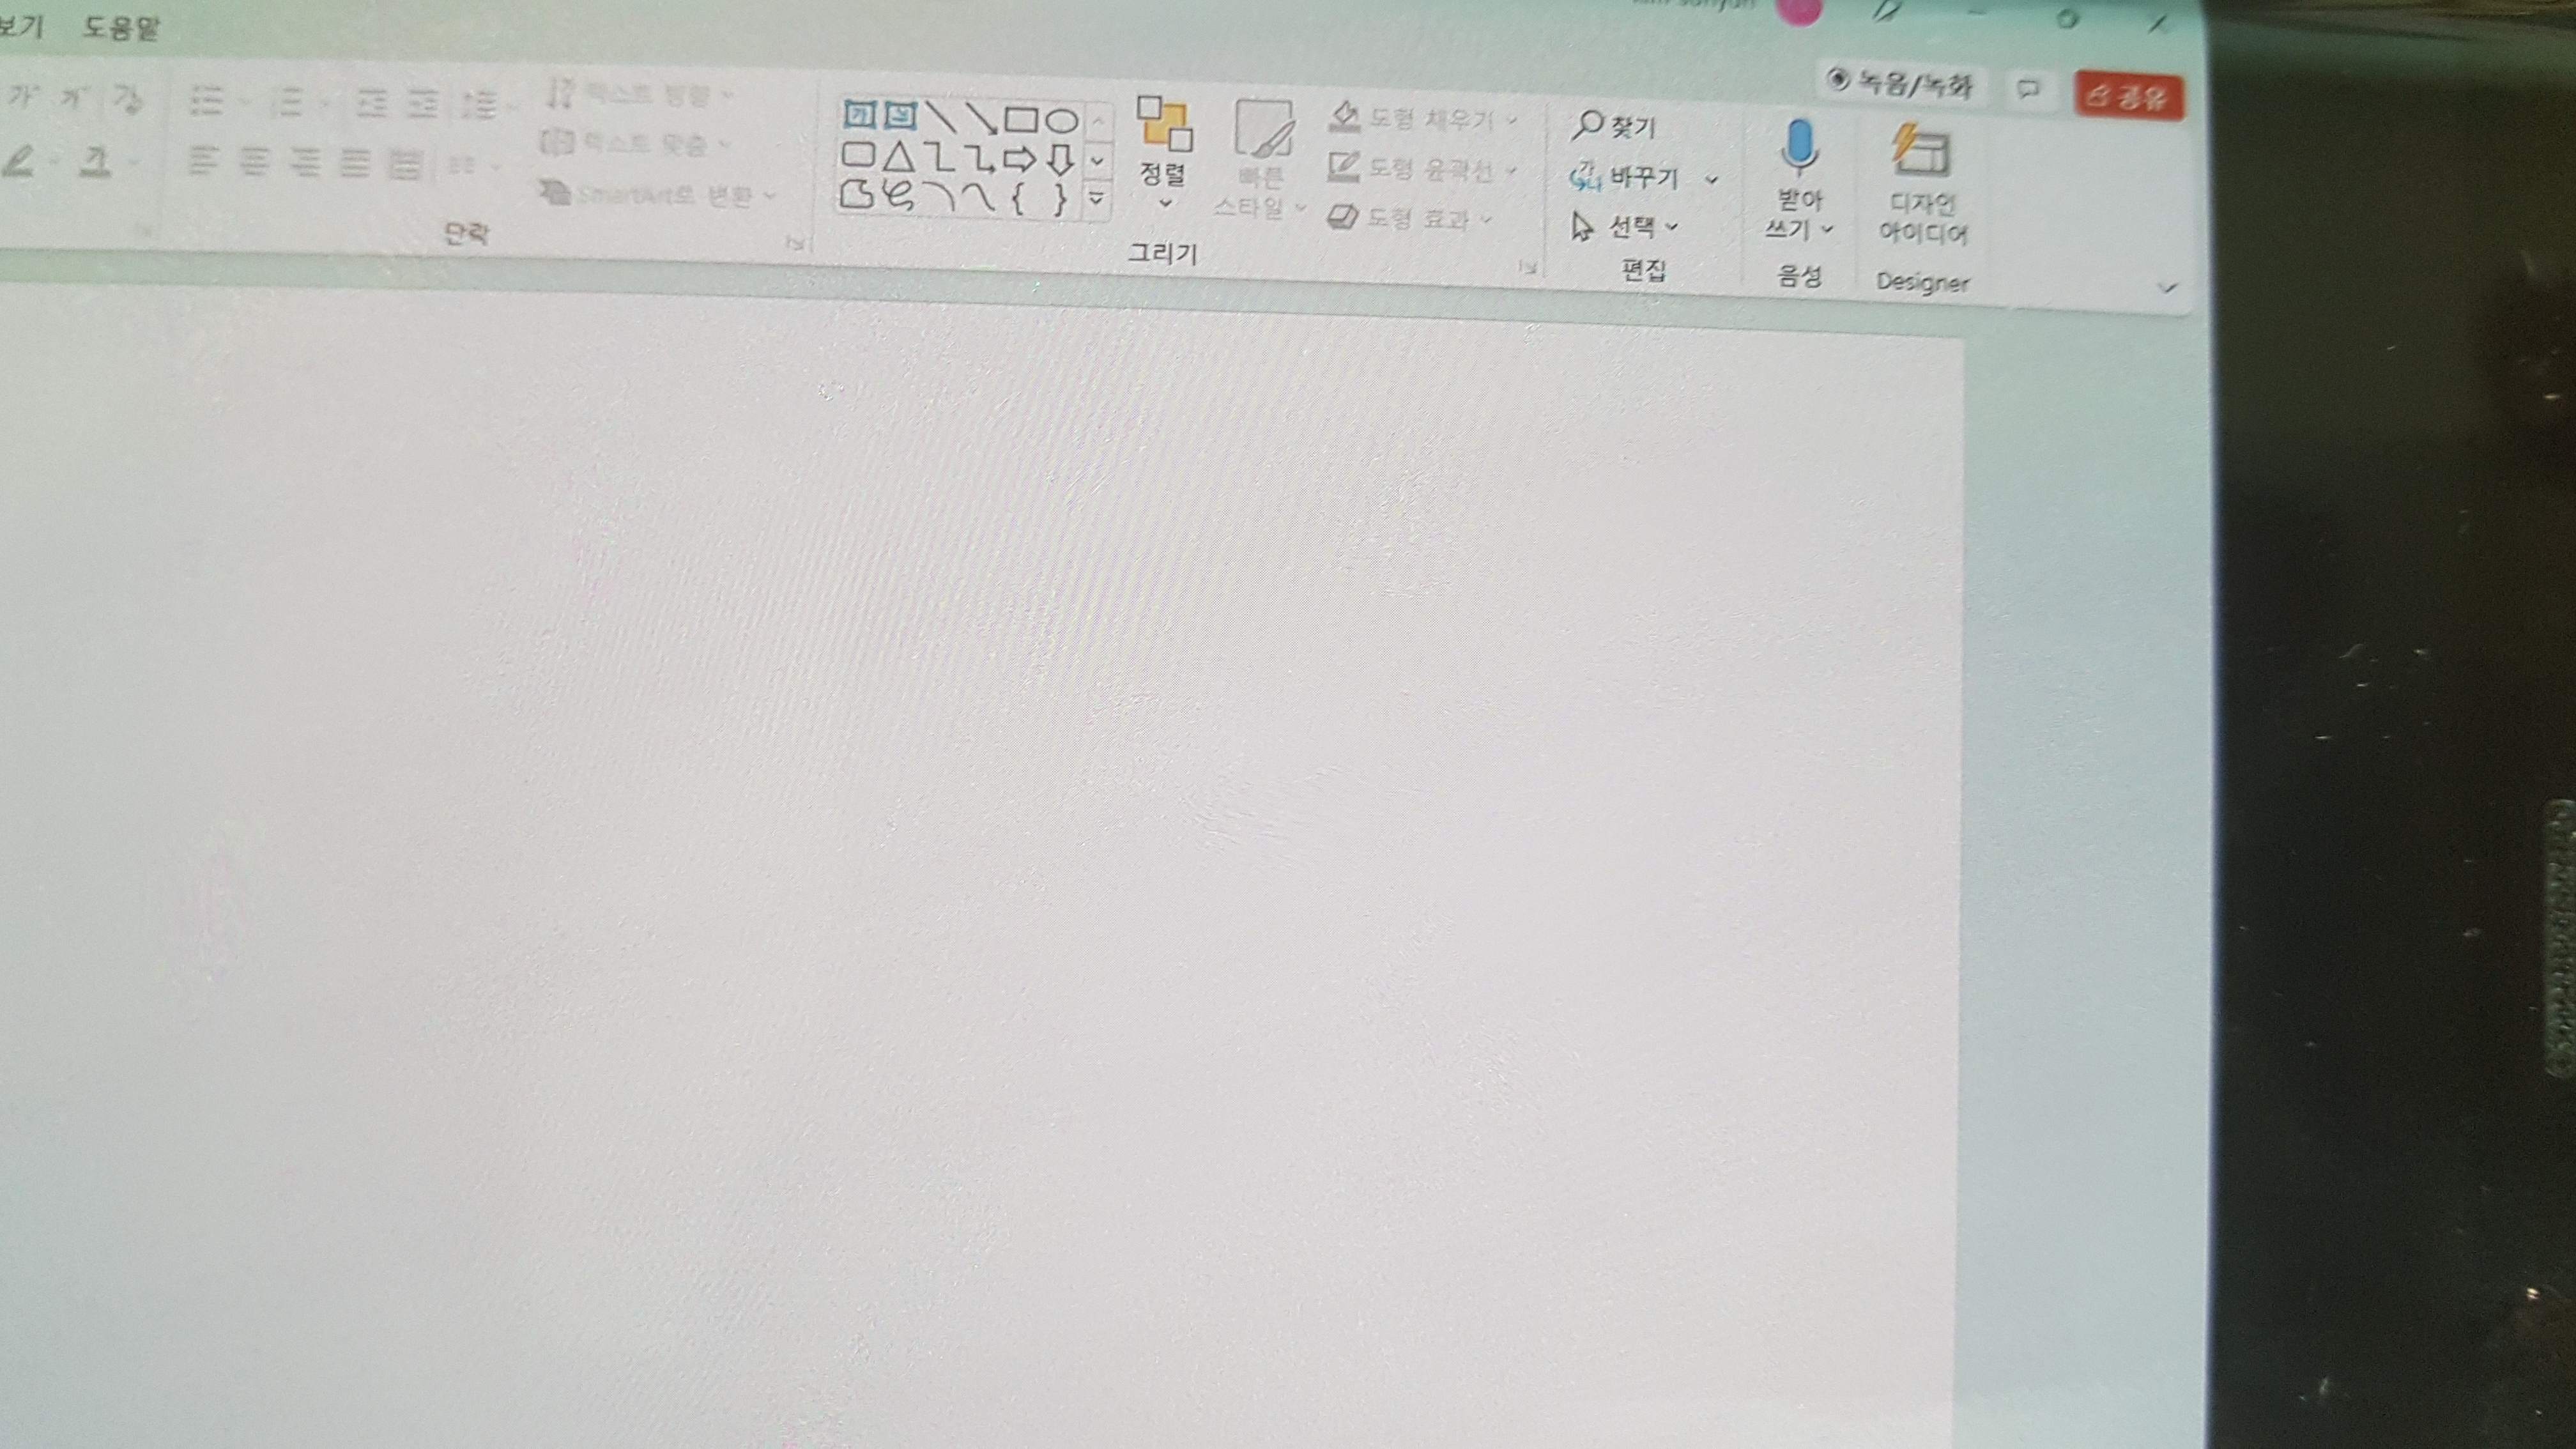 보기 도움말
녹음/녹화 공유
텍스트 방향
텍스트 맞춤
SmartArt로 변환
단락
정렬
빠른
스타일
도형 채우기
도형 윤곽선
도형 효과
그리기
찾기
바꾸기
선택
편집
받아
쓰기
음성
디자인
아이디어
Designer